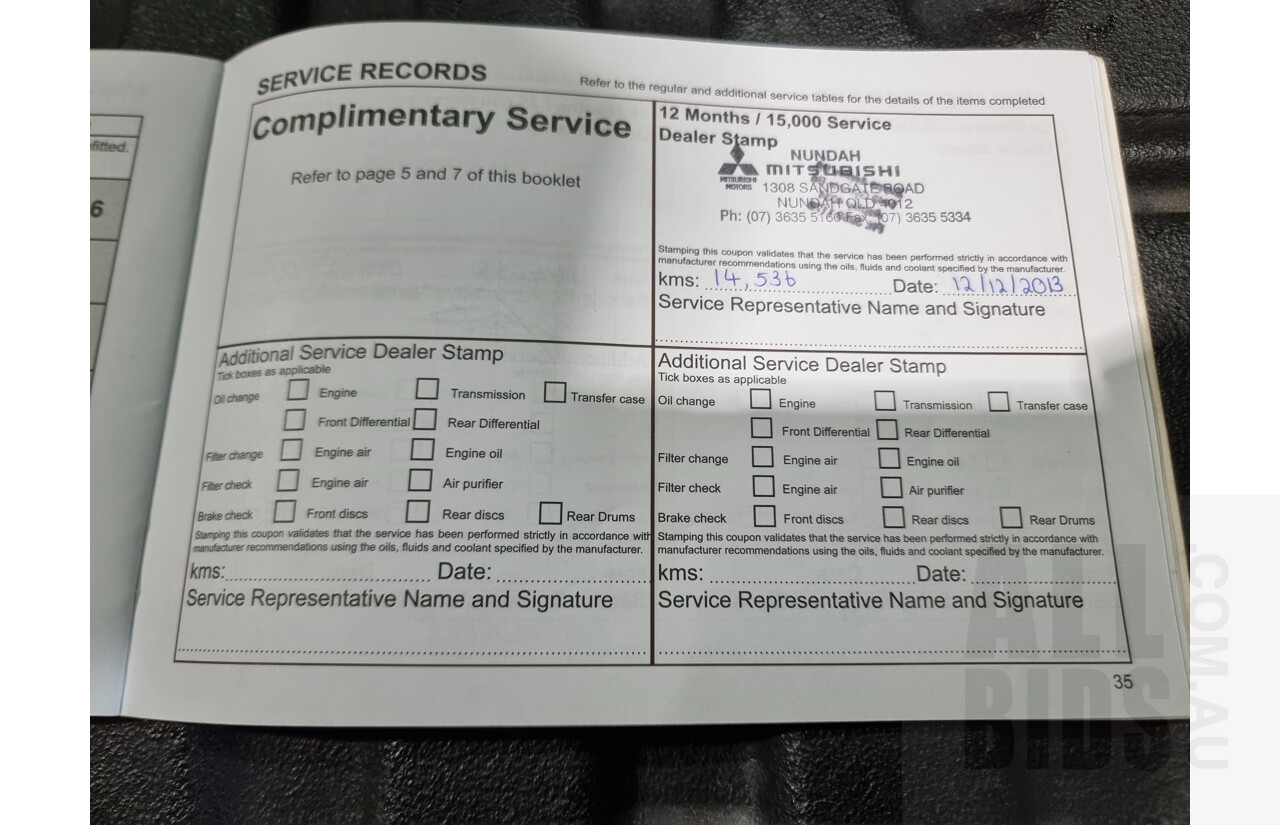 fitted.
6
SERVICE RECORDS
Refer to the regular and additional service tables for the details of the items completed
Complimentary Service
Refer to page 5 and 7 of this booklet
12 Months / 15,000 Service
Dealer Stamp
MITSUBISHI
MOTORS
NUNDAH
MITSUBISHI
1308 SANDGATE ROAD
NUNDAH QLD 4012
Ph: (07) 3635 5160 Fax: (07) 3635 5334
Stamping this coupon validates that the service has been performed strictly in accordance with
manufacturer recommendations using the oils, fluids and coolant specified by the manufacturer.
kms: 14,536 Date: 12/12/2013
Service Representative Name and Signature
Additional Service Dealer Stamp
Tick boxes as applicable
Oil change Engine Transmission Transfer case
Front Differential Rear Differential
Filter change Engine air Engine oil
Filter check Engine air Air purifier
Brake check Front discs Rear discs Rear Drums
Stamping this coupon validates that the service has been performed strictly in accordance with
manufacturer recommendations using the oils, fluids and coolant specified by the manufacturer.
kms: Date:
Service Representative Name and Signature
Additional Service Dealer Stamp
Tick boxes as applicable
Oil change Engine Transmission Transfer case
Front Differential Rear Differential
Filter change Engine air Engine oil
Filter check Engine air Air purifier
Brake check Front discs Rear discs Rear Drums
Stamping this coupon validates that the service has been performed strictly in accordance with
manufacturer recommendations using the oils, fluids and coolant specified by the manufacturer.
kms: Date:
Service Representative Name and Signature
35
ALL
BIDS
.COM.AU